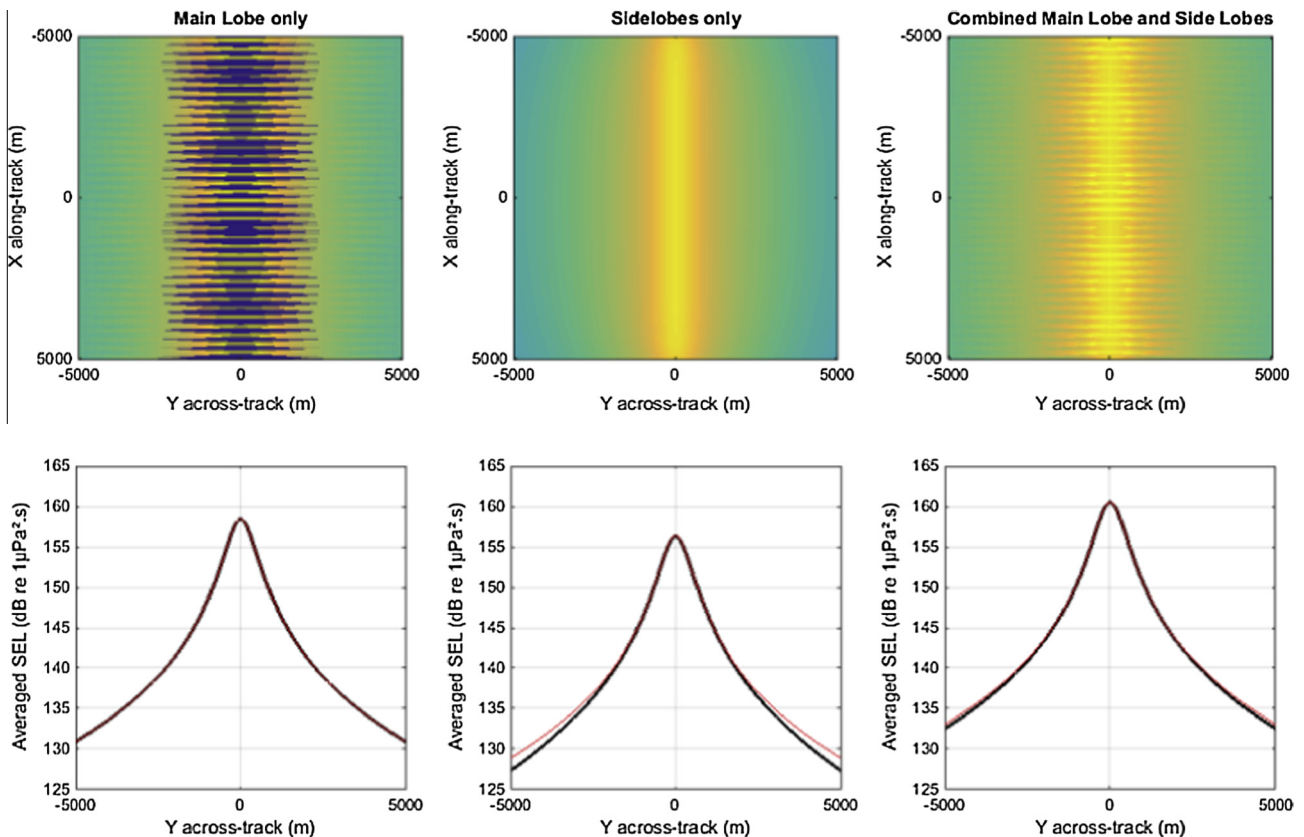 Main Lobe only
Sidelobes only
Combined Main Lobe and Side Lobes
-5000
0
5000
X along-track (m)
-5000 0 5000
Y across-track (m)
-5000
0
5000
X along-track (m)
-5000 0 5000
Y across-track (m)
-5000
0
5000
X along-track (m)
-5000 0 5000
Y across-track (m)
165
160
155
150
145
140
135
130
125
Averaged SEL (dB re 1µPa².s)
-5000 0 5000
Y across-track (m)
165
160
155
150
145
140
135
130
125
Averaged SEL (dB re 1µPa².s)
-5000 0 5000
Y across-track (m)
165
160
155
150
145
140
135
130
125
Averaged SEL (dB re 1µPa².s)
-5000 0 5000
Y across-track (m)